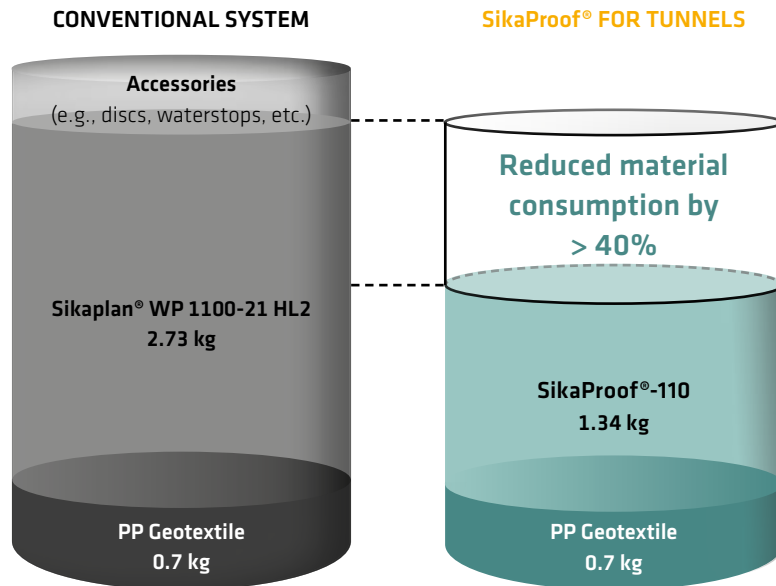 CONVENTIONAL SYSTEM
Accessories
(e.g., discs, waterstops, etc.)
Sikaplan® WP 1100-21 HL2
2.73 kg
PP Geotextile
0.7 kg
SikaProof® FOR TUNNELS
Reduced material
consumption by
> 40%
SikaProof®-110
1.34 kg
PP Geotextile
0.7 kg